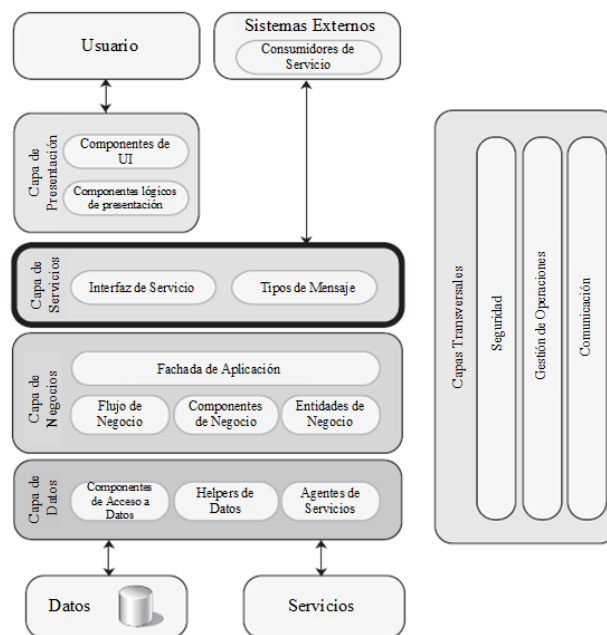 Usuario
Sistemas Externos
Consumidores de
Servicio
Capa de
Presentación
Componentes de
UI
Componentes lógicos
de presentación
Capa de
Servicios
Interfaz de Servicio
Tipos de Mensaje
Capa de
Negocios
Fachada de Aplicación
Flujo de
Negocio
Componentes
de Negocio
Entidades de
Negocio
Capa de
Datos
Componentes
de Acceso a
Datos
Helpers de
Datos
Agentes de
Servicios
Datos
Servicios
Capas Transversales
Seguridad
Gestión de Operaciones
Comunicación